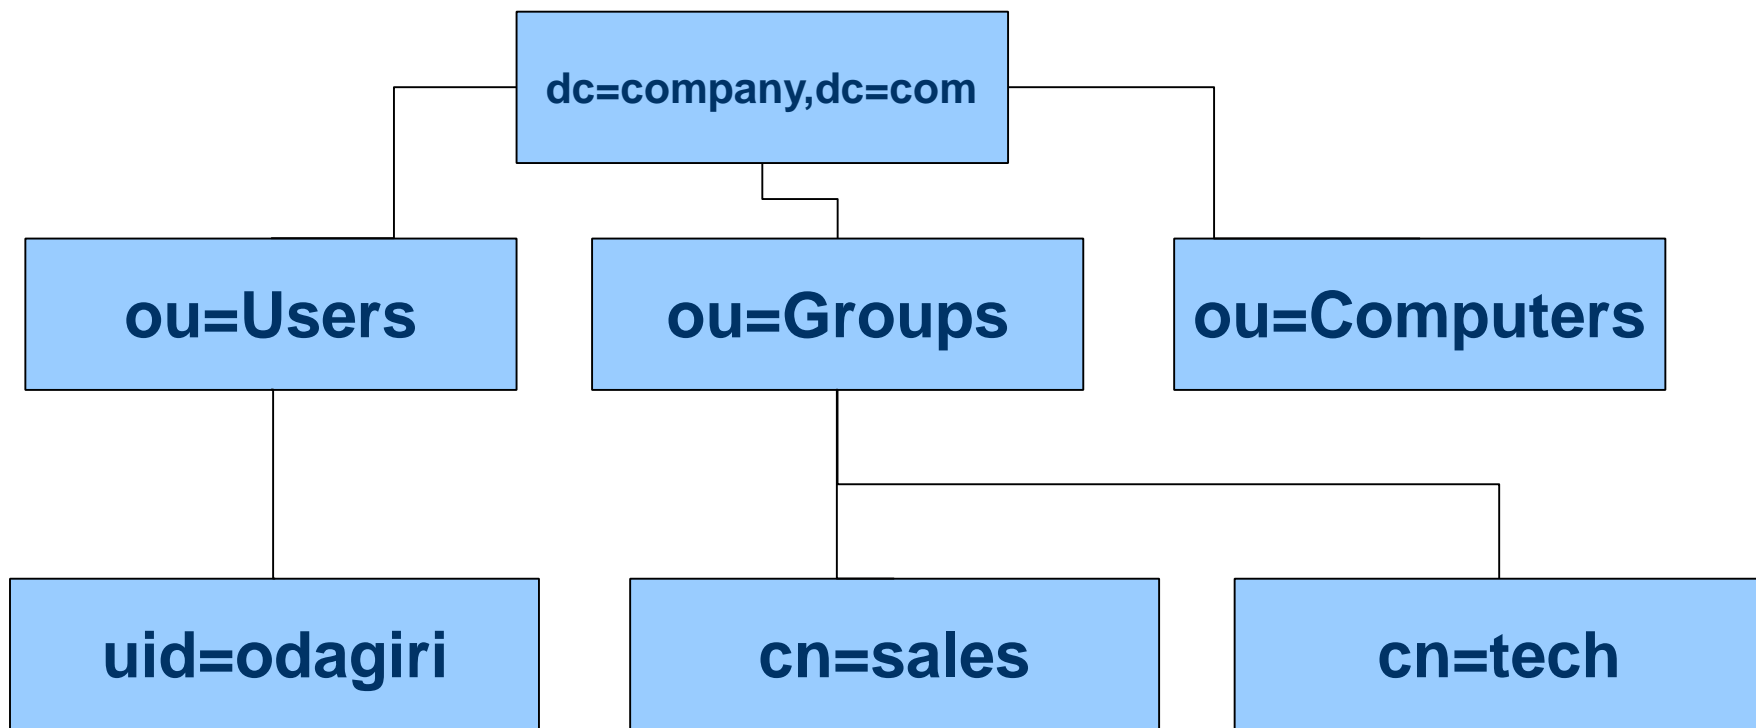 dc=company,dc=com
ou=Users
ou=Groups
ou=Computers
uid=odagiri
cn=sales
cn=tech